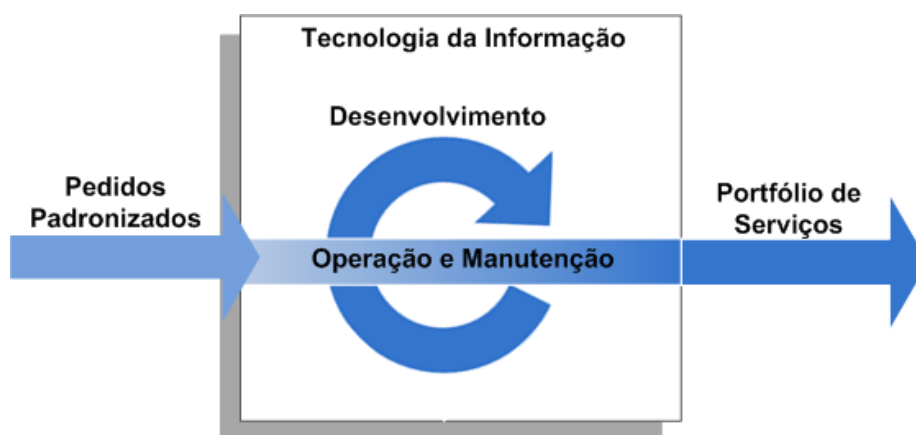 Tecnologia da Informação
Desenvolvimento
Pedidos
Padronizados
Operação e Manutenção
Portfólio de
Serviços